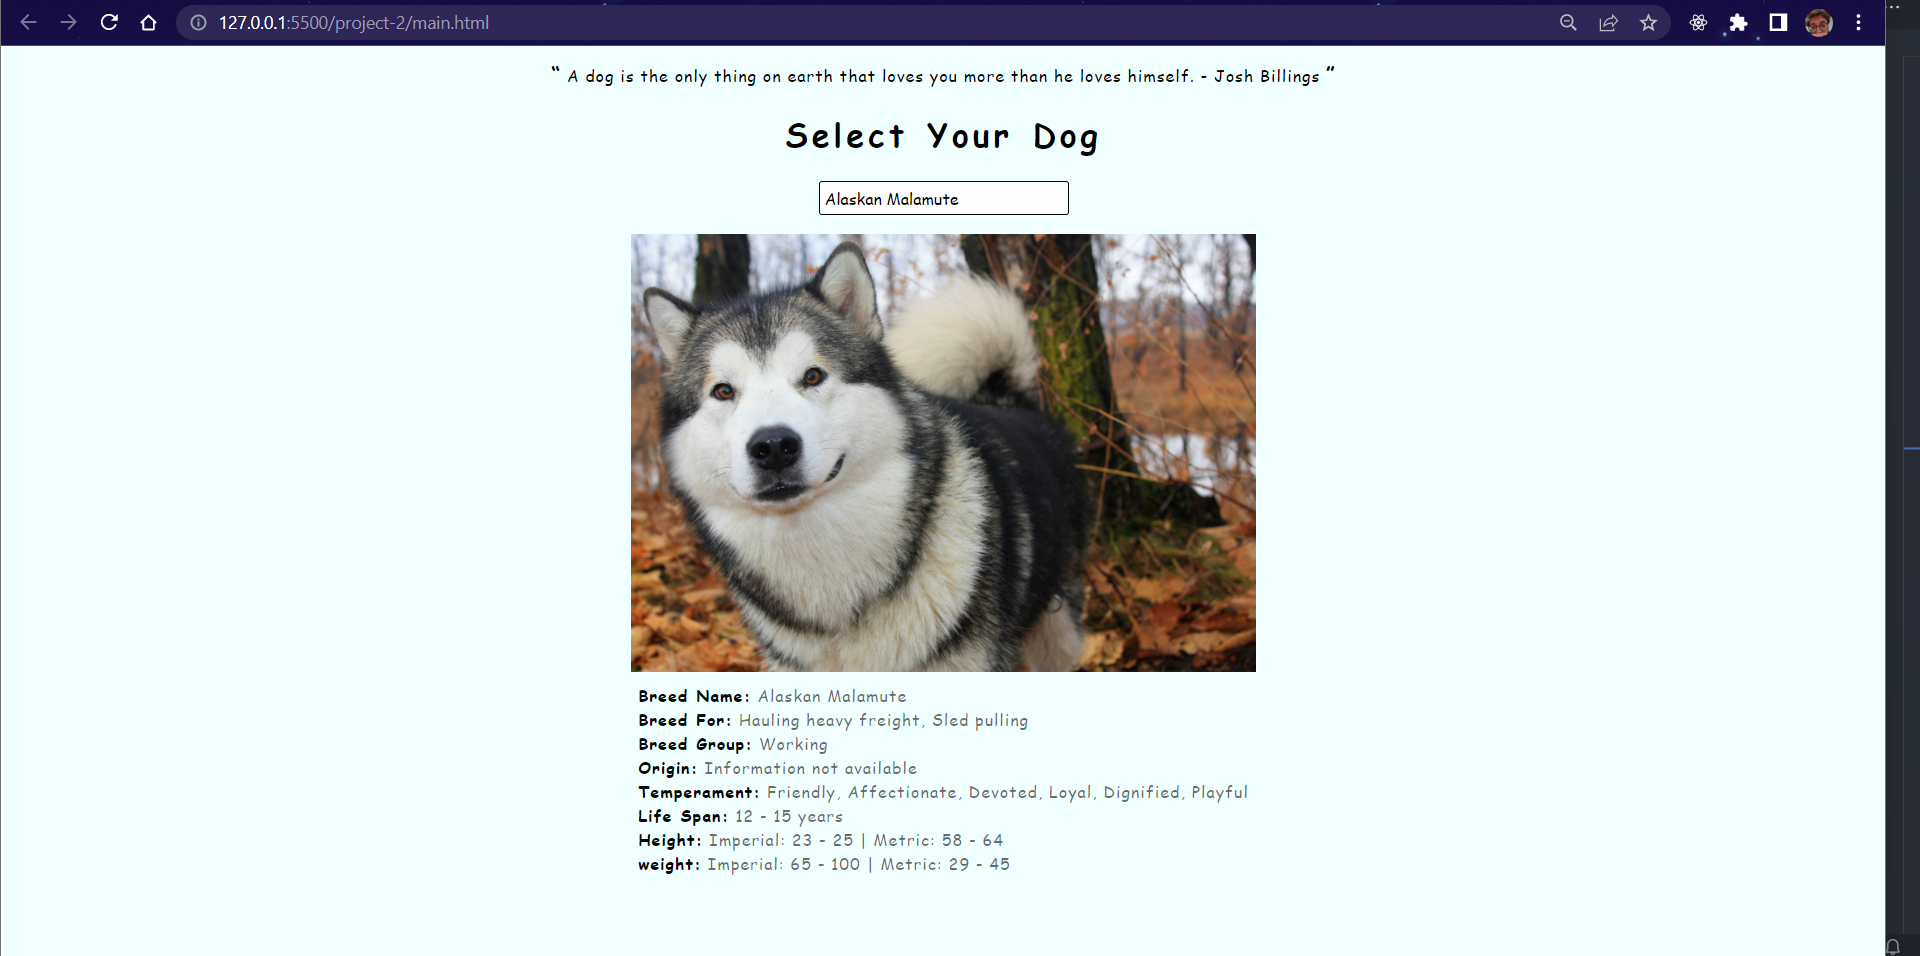 127.0.0.1:5500/project-2/main.html
“ A dog is the only thing on earth that loves you more than he loves himself. - Josh Billings ”
Select Your Dog
Alaskan Malamute
Breed Name: Alaskan Malamute
Breed For: Hauling heavy freight, Sled pulling
Breed Group: Working
Origin: Information not available
Temperament: Friendly, Affectionate, Devoted, Loyal, Dignified, Playful
Life Span: 12 - 15 years
Height: Imperial: 23 - 25 | Metric: 58 - 64
weight: Imperial: 65 - 100 | Metric: 29 - 45